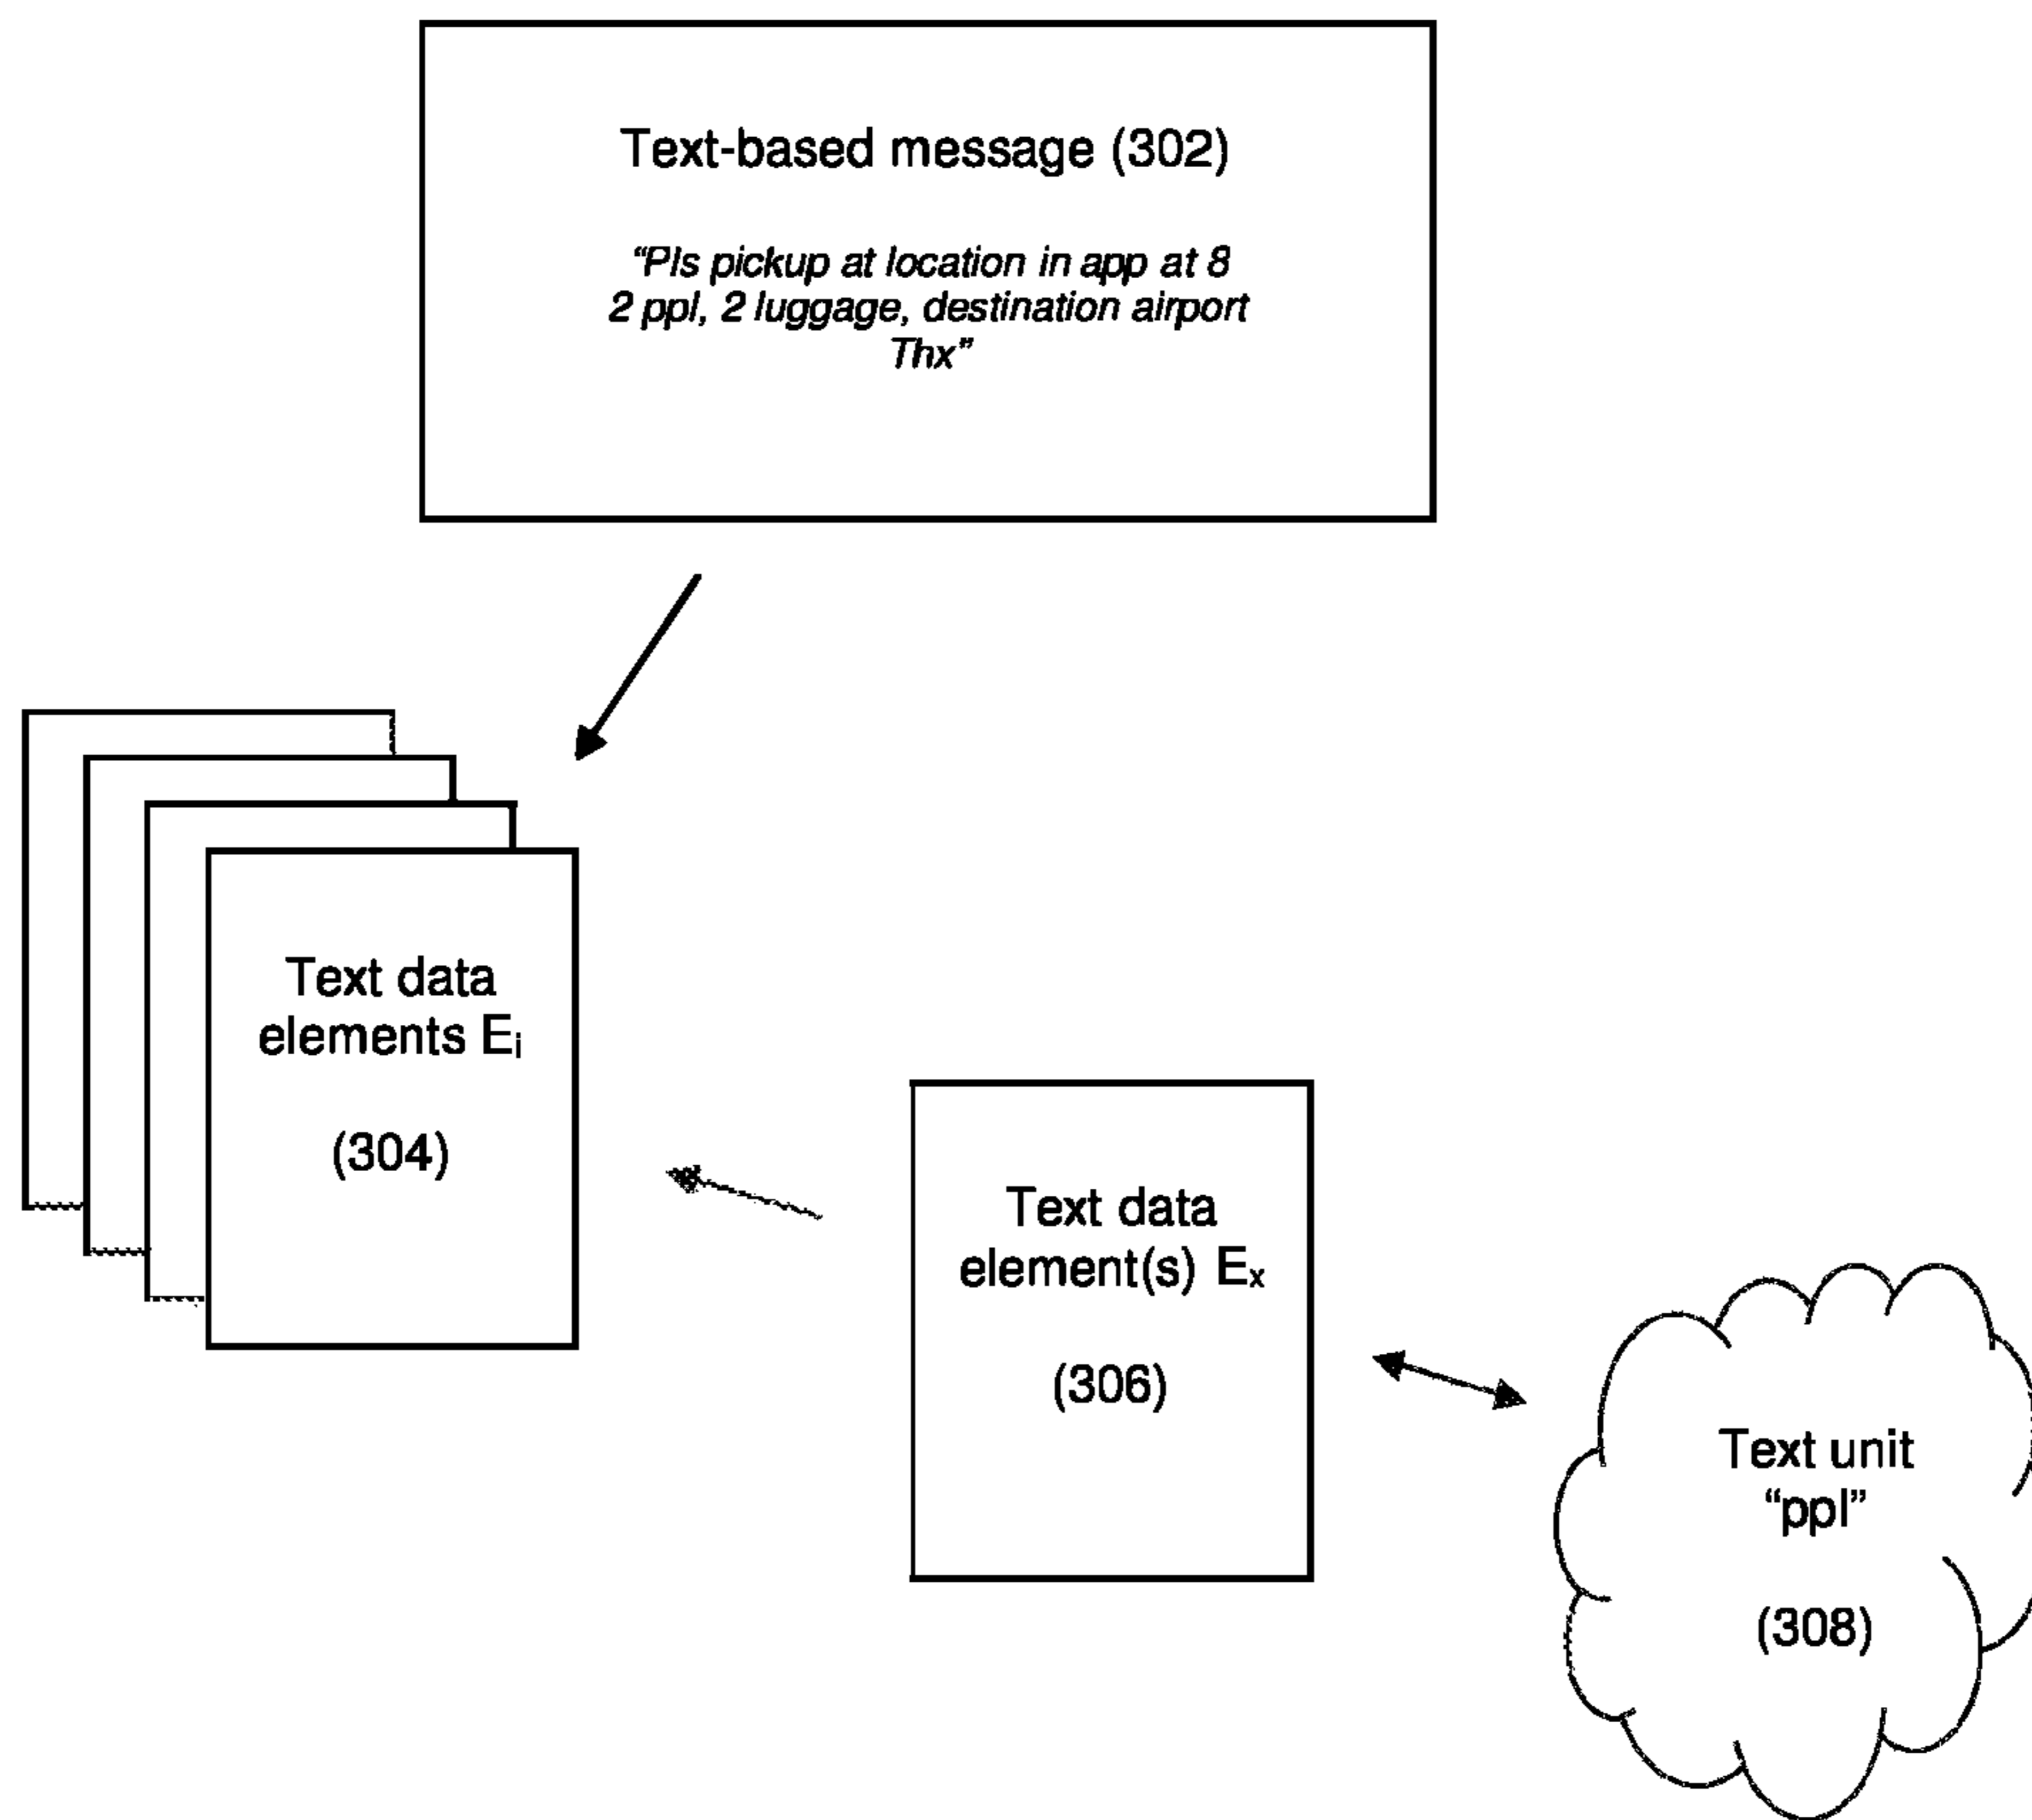 Text-based message (302)
“Pls pickup at location in app at 8
2 ppl, 2 luggage, destination airport
Thx”
Text data
elements Ei
(304)
Text data
element(s) Ex
(306)
Text unit
“ppl”
(308)